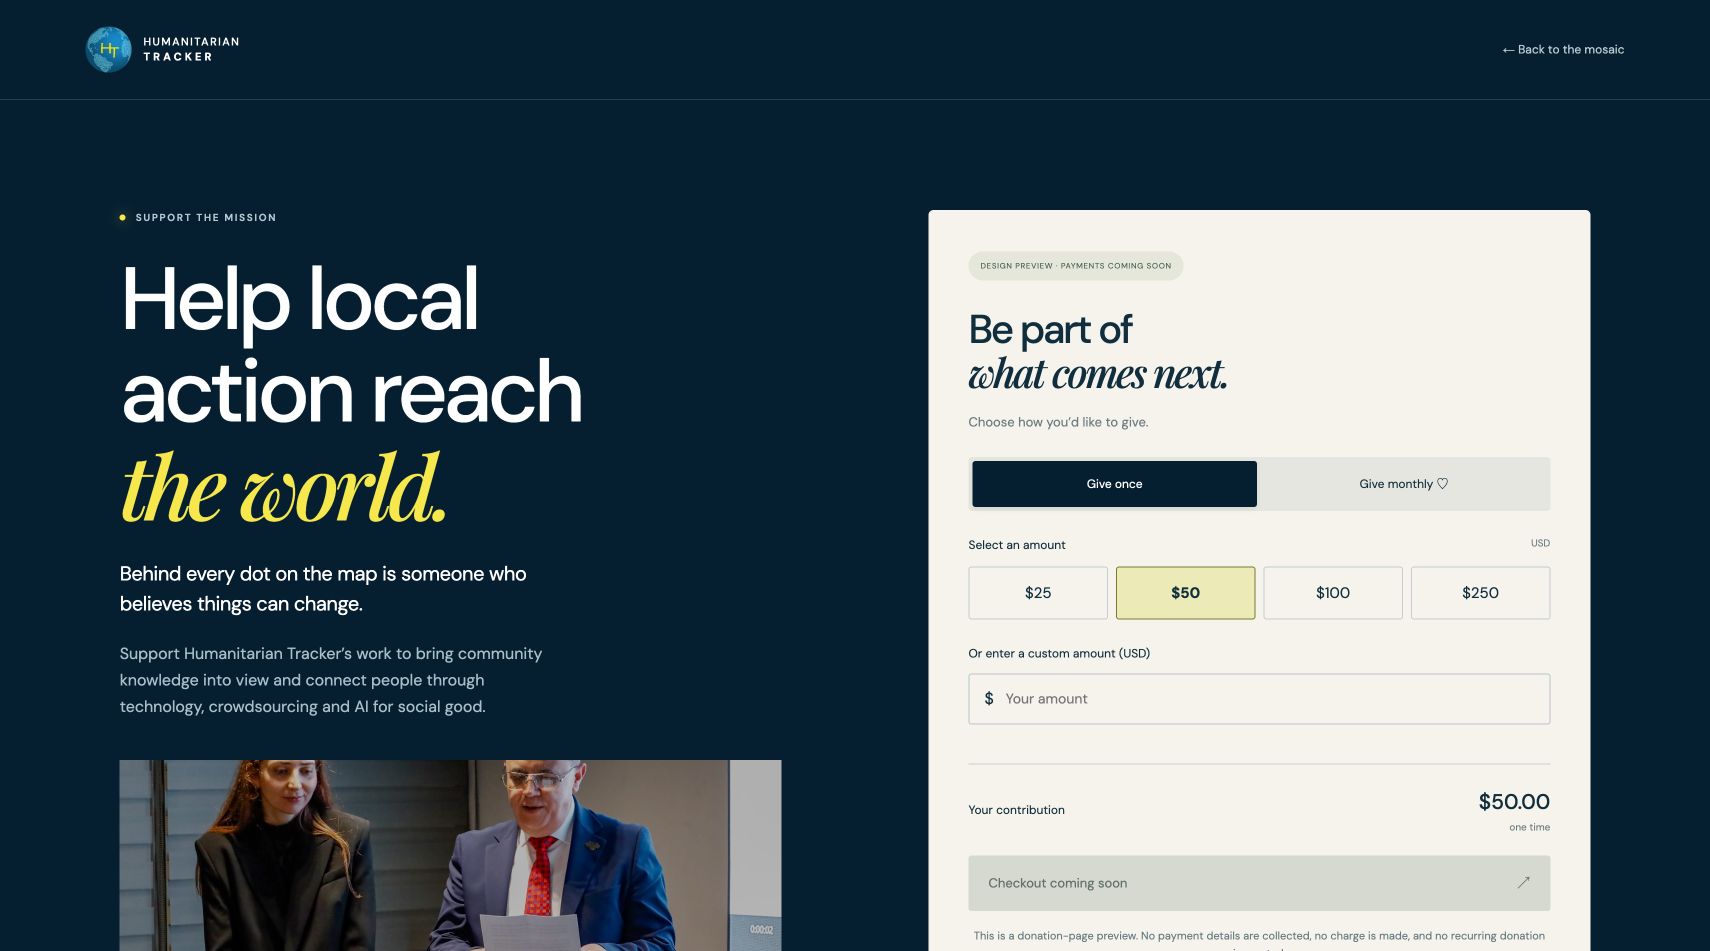 HT
HUMANITARIAN
TRACKER
← Back to the mosaic
SUPPORT THE MISSION
Help local
action reach
the world.
Behind every dot on the map is someone who
believes things can change.
Support Humanitarian Tracker’s work to bring community
knowledge into view and connect people through
technology, crowdsourcing and AI for social good.
0:00:02
DESIGN PREVIEW · PAYMENTS COMING SOON
Be part of
what comes next.
Choose how you’d like to give.
Give once
Give monthly ♡
Select an amount
USD
$25
$50
$100
$250
Or enter a custom amount (USD)
$ Your amount
Your contribution
$50.00
one time
Checkout coming soon ↗
This is a donation-page preview. No payment details are collected, no charge is made, and no recurring donation